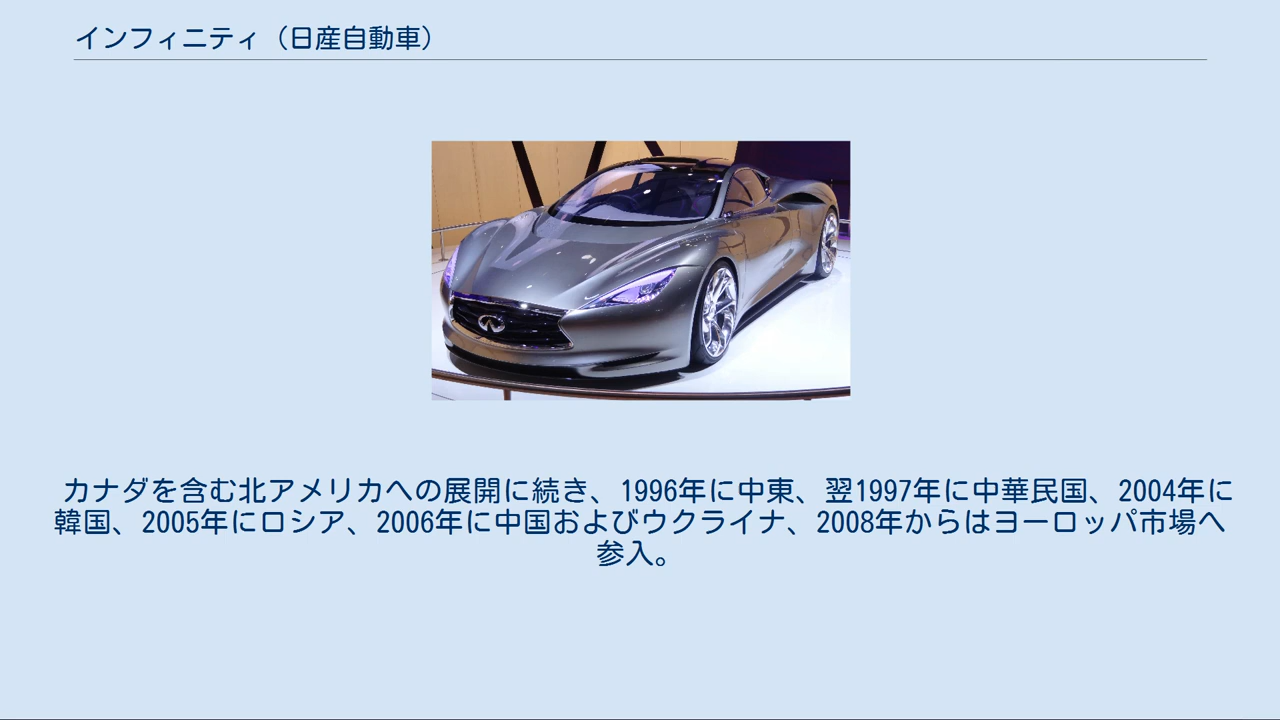 インフィニティ（日産自動車）
カナダを含む北アメリカへの展開に続き、1996年に中東、翌1997年に中華民国、2004年に
韓国、2005年にロシア、2006年に中国およびウクライナ、2008年からはヨーロッパ市場へ
参入。